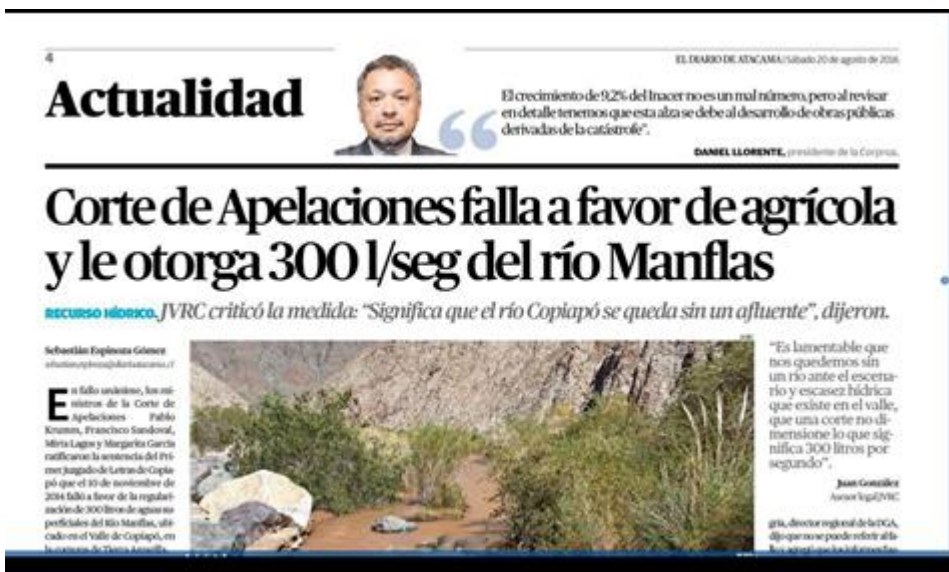 4
EL DIARIO DE ATACAMA | Sábado 20 de agosto de 2016
Actualidad
“
El crecimiento de 9,2% del Inacer no es un mal número, pero al revisar
en detalle tenemos que esta alza se debe al desarrollo de obras públicas
derivadas de la catástrofe”.
DANIEL LLORENTE, presidente de la Corproa.
Corte de Apelaciones falla a favor de agrícola
y le otorga 300 l/seg del río Manflas
RECURSO HÍDRICO. JVRC criticó la medida: “Significa que el río Copiapó se queda sin un afluente”, dijeron.
Sebastián Espinoza Gómez
En fallo unánime, los mi-
nistros de la Corte de
Apelaciones Pablo
Krumm, Francisco Sandoval,
Mirta Lagos y Margarita García
ratificaron la sentencia del Pri-
mer Juzgado de Letras de Copia-
pó que el 10 de noviembre de
2014 falló a favor de la regulari-
zación de 300 litros de aguas su-
perficiales del Río Manflas, ubi-
cado en el Valle de Copiapó, en
la comuna de Tierra Amarilla,
“Es lamentable que
nos quedemos sin
un río ante el escena-
rio y escasez hídrica
que existe en el valle,
que una corte no di-
mensione lo que sig-
nifica 300 litros por
segundo”.
Juan González
Asesor legal JVRC
gría, director regional de la DGA,
dijo que no se puede referir al fa-